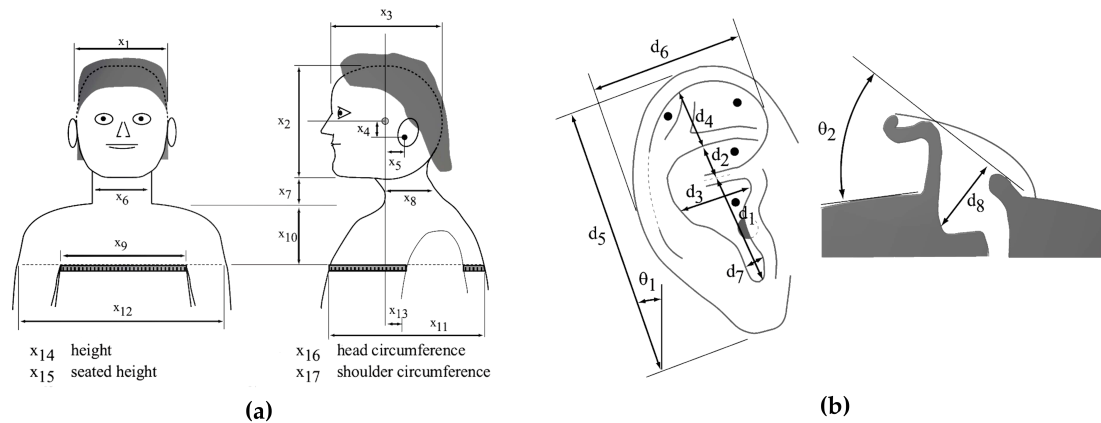 x1
x3
x2
x4
x5
x6
x7
x8
x9
x10
x12
x13
x11
x14 height
x15 seated height
x16 head circumference
x17 shoulder circumference
(a)
d6
d4
d2
d3
d1
d5
d7
θ1
θ2
d8
(b)